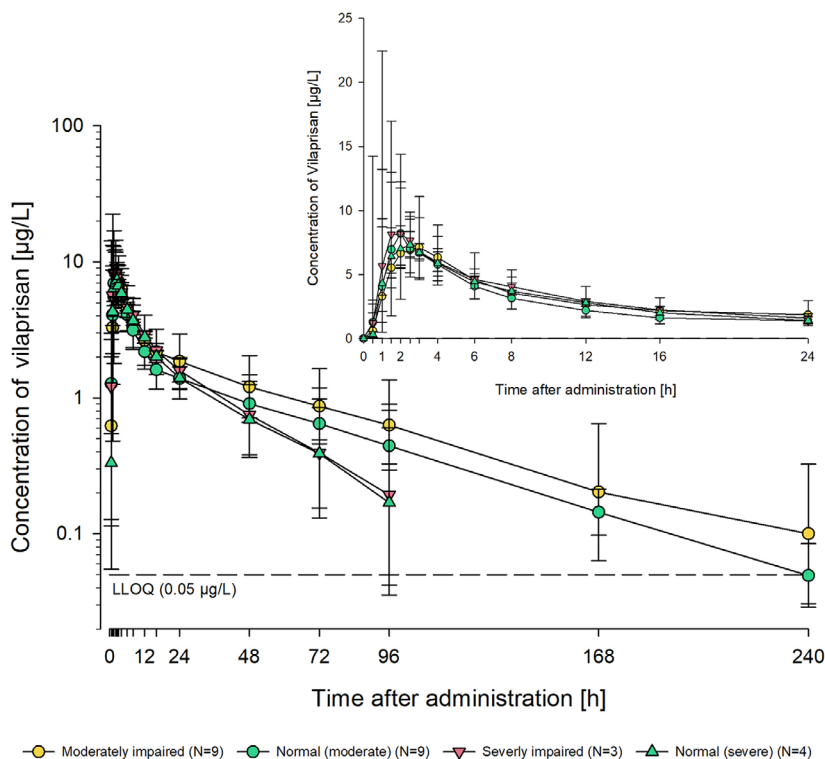 25
20
15
10
5
0
Concentration of Vilaprisan [µg/L]
0 1 2 4 6 8 12 16 24
Time after administration [h]
100
10
1
0.1
Concentration of vilaprisan [µg/L]
LLOQ (0.05 µg/L)
0 12 24 48 72 96 168 240
Time after administration [h]
Moderately impaired (N=9) Normal (moderate) (N=9) Severly impaired (N=3) Normal (severe) (N=4)